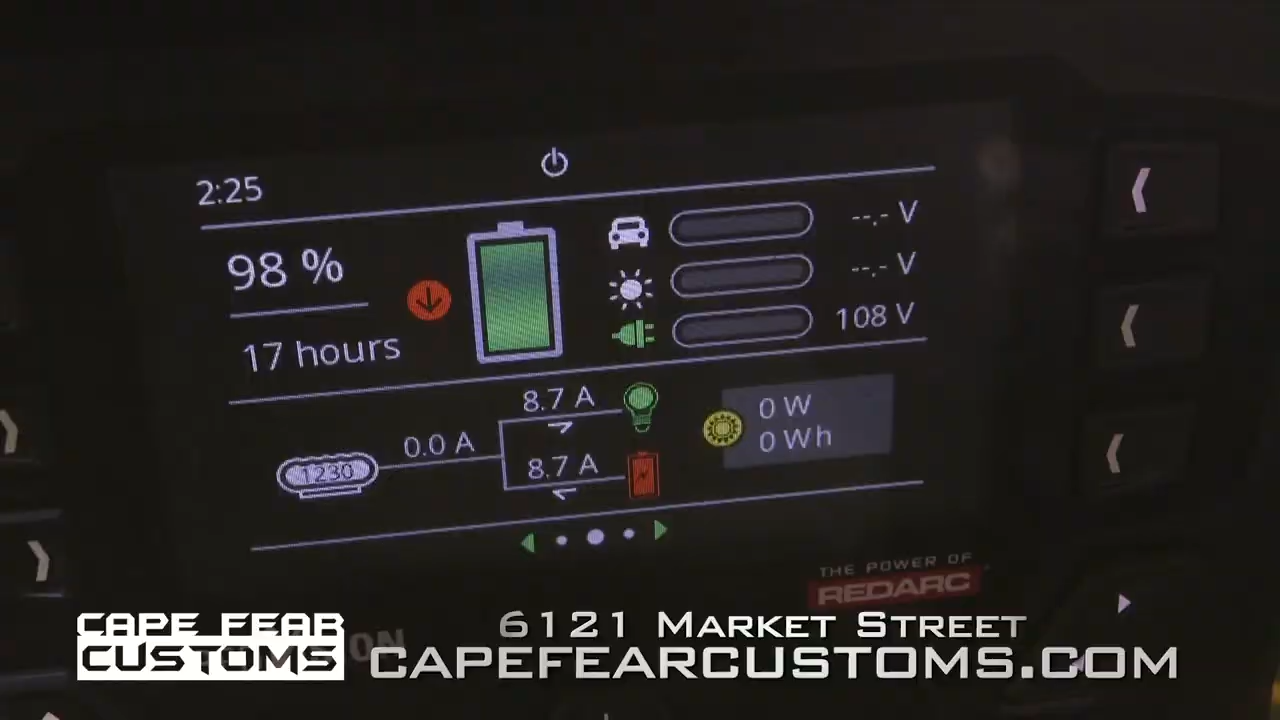 2:25
98 %
17 hours
--.- V
--.- V
108 V
8.7 A
0.0 A
1230
8.7 A
0 W
0 Wh
THE POWER OF
REDARC
CAPE FEAR
CUSTOMS
6121 MARKET STREET
CAPEFEARCUSTOMS.COM